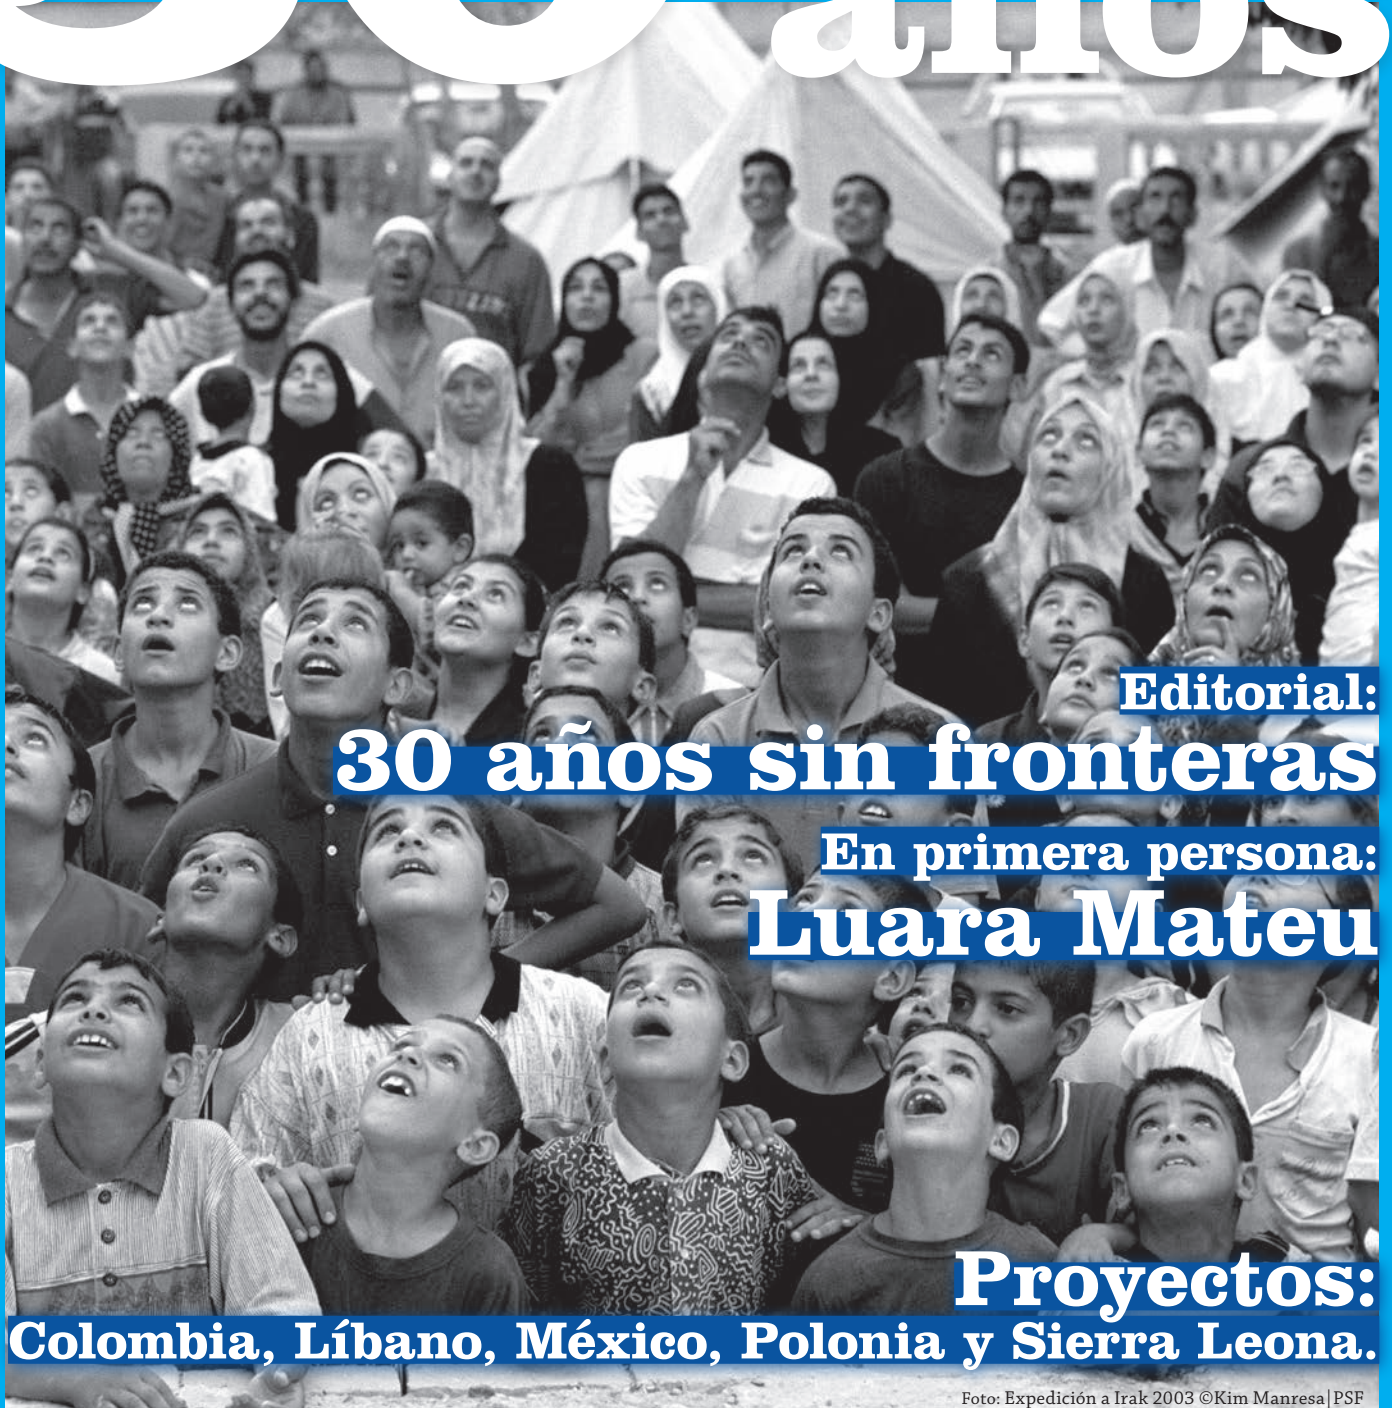 años
Editorial:
30 años sin fronteras
En primera persona:
Luara Mateu
Proyectos:
Colombia, Líbano, México, Polonia y Sierra Leona.
Foto: Expedición a Irak 2003 ©Kim Manresa|PSF